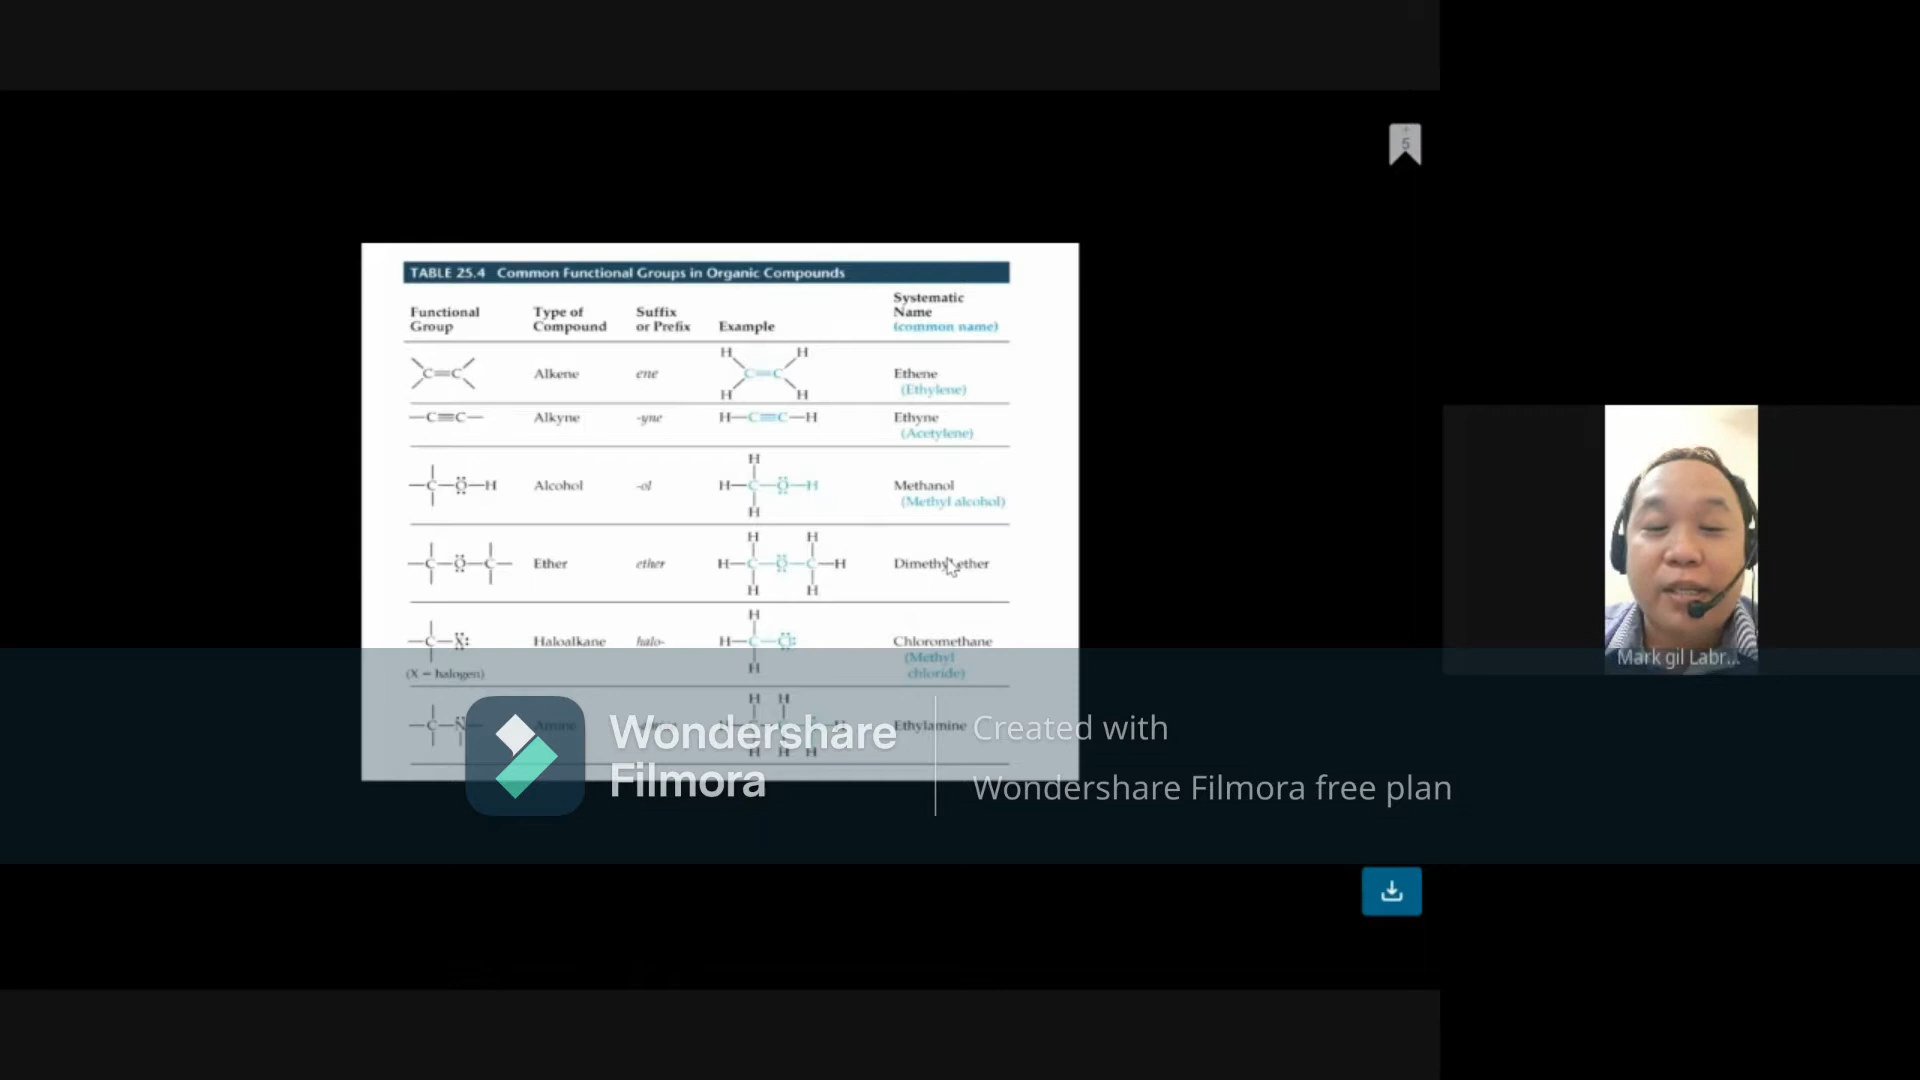 5
TABLE 25.4 Common Functional Groups in Organic Compounds
Functional Group
Type of Compound
Suffix or Prefix
Example
Systematic Name
(common name)
C=C
Alkene
ene
H H
C=C
H H
Ethene
(Ethylene)
—C≡C—
Alkyne
-yne
H—C≡C—H
Ethyne
(Acetylene)
—C—O—H
Alcohol
-ol
H
H—C—O—H
H
Methanol
(Methyl alcohol)
—C—O—C—
Ether
ether
H H
H—C—O—C—H
H H
Dimethyl ether
—C—X:
(X = halogen)
Haloalkane
halo-
H
H—C—Cl:
H
Chloromethane
(Methyl chloride)
—C—N—
Amine
H H
H H H
Ethylamine
Wondershare
Filmora
Created with
Wondershare Filmora free plan
Mark gil Labr...